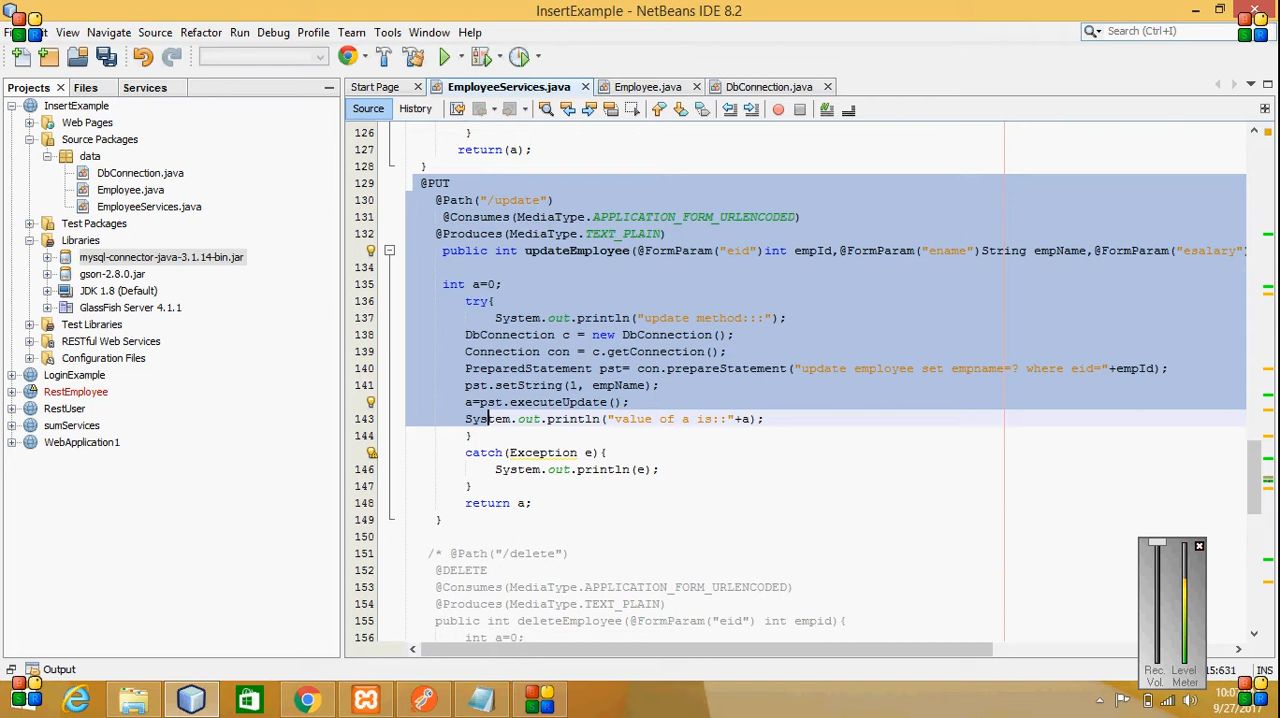 InsertExample - NetBeans IDE 8.2
View Navigate Source Refactor Run Debug Profile Team Tools Window Help
Search (Ctrl+I)
Projects Files Services
Start Page EmployeeServices.java Employee.java DbConnection.java
Source History
InsertExample
Web Pages
Source Packages
data
DbConnection.java
Employee.java
EmployeeServices.java
Test Packages
Libraries
mysql-connector-java-3.1.14-bin.jar
gson-2.8.0.jar
JDK 1.8 (Default)
GlassFish Server 4.1.1
Test Libraries
RESTful Web Services
Configuration Files
LoginExample
RestEmployee
RestUser
sumServices
WebApplication1
126 }
127 return(a);
128 }
129 @PUT
130 @Path("/update")
131 @Consumes(MediaType.APPLICATION_FORM_URLENCODED)
132 @Produces(MediaType.TEXT_PLAIN)
public int updateEmployee(@FormParam("eid")int empId,@FormParam("ename")String empName,@FormParam("esalary")
134
135 int a=0;
136 try{
137 System.out.println("update method:::");
138 DbConnection c = new DbConnection();
139 Connection con = c.getConnection();
140 PreparedStatement pst= con.prepareStatement("update employee set empname=? where eid="+empId);
141 pst.setString(1, empName);
a=pst.executeUpdate();
143 System.out.println("value of a is::"+a);
144 }
catch(Exception e){
146 System.out.println(e);
147 }
148 return a;
149 }
150
151 /* @Path("/delete")
152 @DELETE
153 @Consumes(MediaType.APPLICATION_FORM_URLENCODED)
154 @Produces(MediaType.TEXT_PLAIN)
155 public int deleteEmployee(@FormParam("eid") int empid){
156 int a=0;
Rec. Vol. Level Meter
Output
15:631 INS
9/27/2017